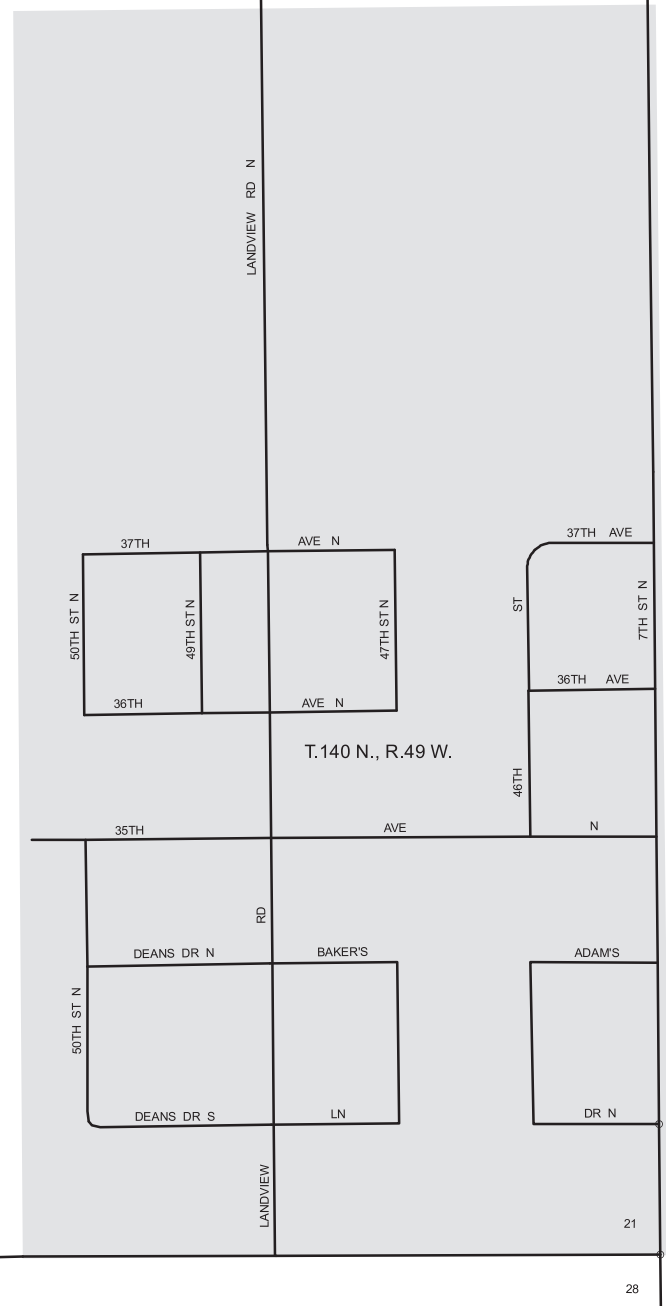 LANDVIEW RD N
37TH AVE
37TH AVE N
50TH ST N
49TH ST N
47TH ST N
ST
7TH ST N
36TH AVE
36TH AVE N
T.140 N., R.49 W.
46TH
35TH AVE N
RD
DEANS DR N
BAKER'S
ADAM'S
50TH ST N
DEANS DR S
LN
DR N
LANDVIEW
21
28